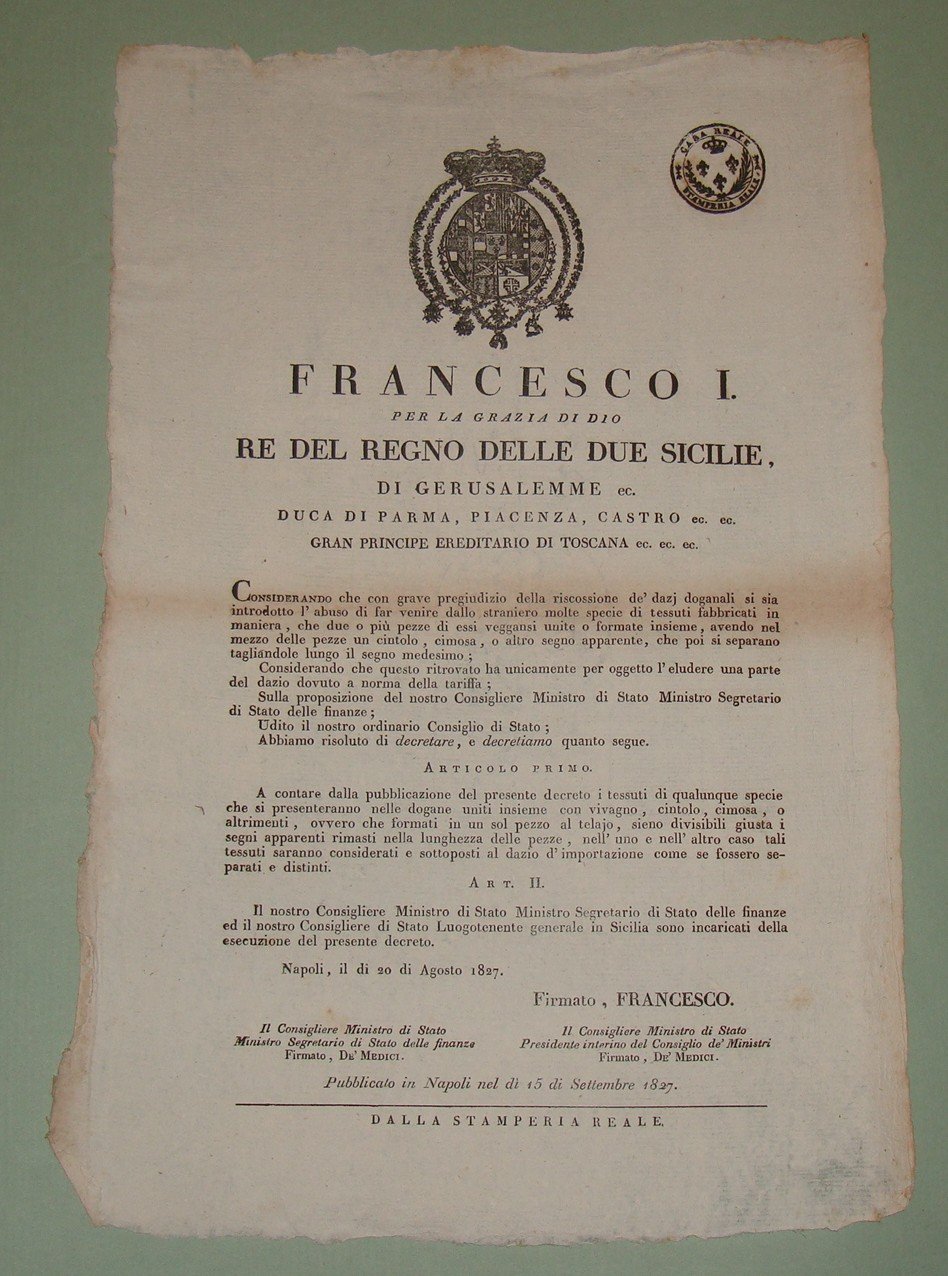 CASA REALE
STAMPERIA REALE
FRANCESCO I.
PER LA GRAZIA DI DIO
RE DEL REGNO DELLE DUE SICILIE,
DI GERUSALEMME ec.
DUCA DI PARMA, PIACENZA, CASTRO ec. ec.
GRAN PRINCIPE EREDITARIO DI TOSCANA ec. ec. ec.
CONSIDERANDO che con grave pregiudizio della riscossione de' dazj doganali si sia
introdotto l' abuso di far venire dallo straniero molte specie di tessuti fabbricati in
maniera, che due o più pezze di essi veggansi unite o formate insieme, avendo nel
mezzo delle pezze un cintolo, cimosa, o altro segno apparente, che poi si separano
tagliandole lungo il segno medesimo;
Considerando che questo ritrovato ha unicamente per oggetto l' eludere una parte
del dazio dovuto a norma della tariffa;
Sulla proposizione del nostro Consigliere Ministro di Stato Ministro Segretario
di Stato delle finanze;
Udito il nostro ordinario Consiglio di Stato;
Abbiamo risoluto di decretare, e decretiamo quanto segue.
ARTICOLO PRIMO.
A contare dalla pubblicazione del presente decreto i tessuti di qualunque specie
che si presenteranno nelle dogane uniti insieme con vivagno, cintolo, cimosa, o
altrimenti, ovvero che formati in un sol pezzo al telajo, sieno divisibili giusta i
segni apparenti rimasti nella lunghezza delle pezze, nell' uno e nell' altro caso tali
tessuti saranno considerati e sottoposti al dazio d' importazione come se fossero se-
parati e distinti.
ART. II.
Il nostro Consigliere Ministro di Stato Ministro Segretario di Stato delle finanze
ed il nostro Consigliere di Stato Luogotenente generale in Sicilia sono incaricati della
esecuzione del presente decreto.
Napoli, il dì 20 di Agosto 1827.
Firmato, FRANCESCO.
Il Consigliere Ministro di Stato
Ministro Segretario di Stato delle finanze
Firmato, DE' MEDICI.
Il Consigliere Ministro di Stato
Presidente interino del Consiglio de' Ministri
Firmato, DE' MEDICI.
Pubblicato in Napoli nel dì 15 di Settembre 1827.
DALLA STAMPERIA REALE.